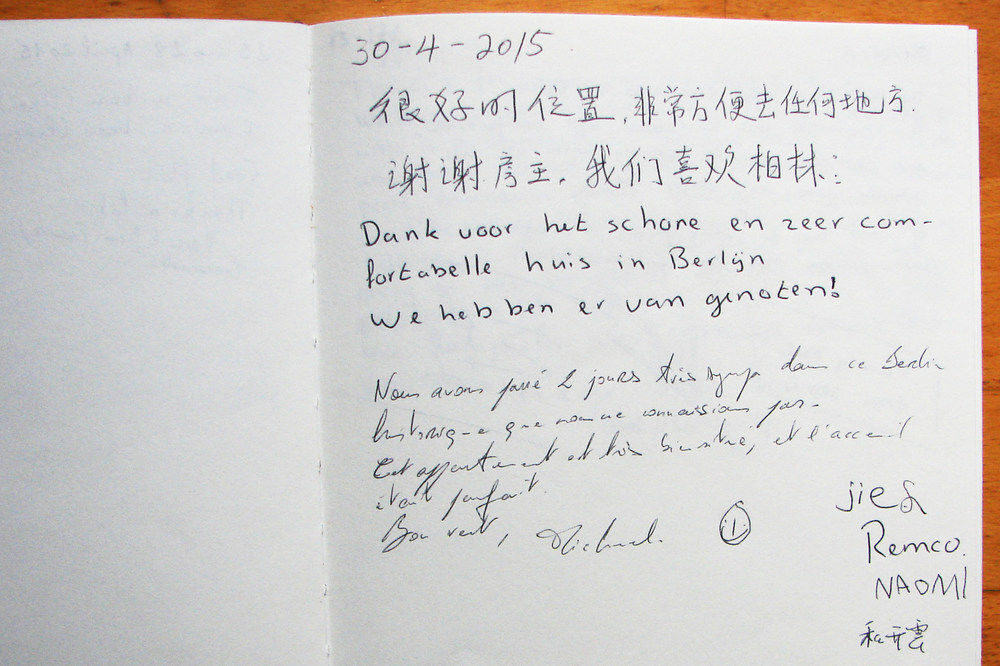 30-4-2015
很好的位置,非常方便去任何地方.
谢谢房主,我们喜欢柏林:
Dank voor het schone en zeer com-
fortabelle huis in Berlijn
We hebben er van genoten!
Nous avons passé 2 jours très sympa dans ce Berlin
historique que nous ne connaissions pas.
Cet appartement est très bien situé, et l'accueil
était parfait.
Bon vent, Michael.
jie &
Remco.
NAOMI
和 雲